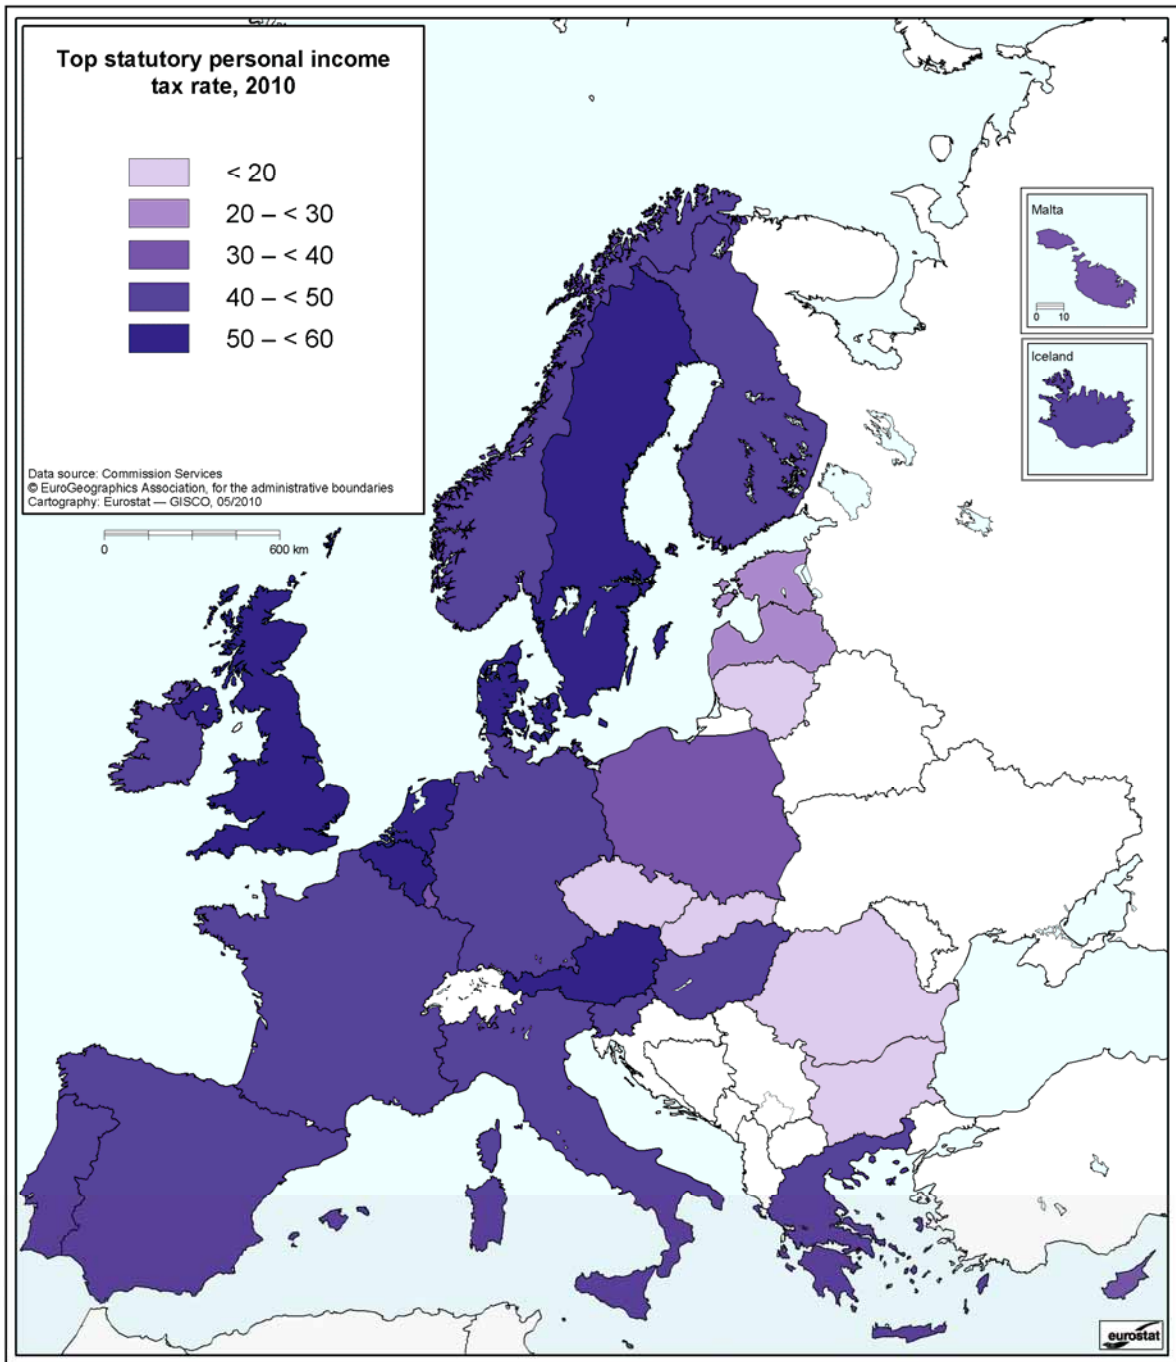 Top statutory personal income
tax rate, 2010
< 20
20 – < 30
30 – < 40
40 – < 50
50 – < 60
Data source: Commission Services
© EuroGeographics Association, for the administrative boundaries
Cartography: Eurostat — GISCO, 05/2010
0 600 km
Malta
0 10
Iceland
eurostat